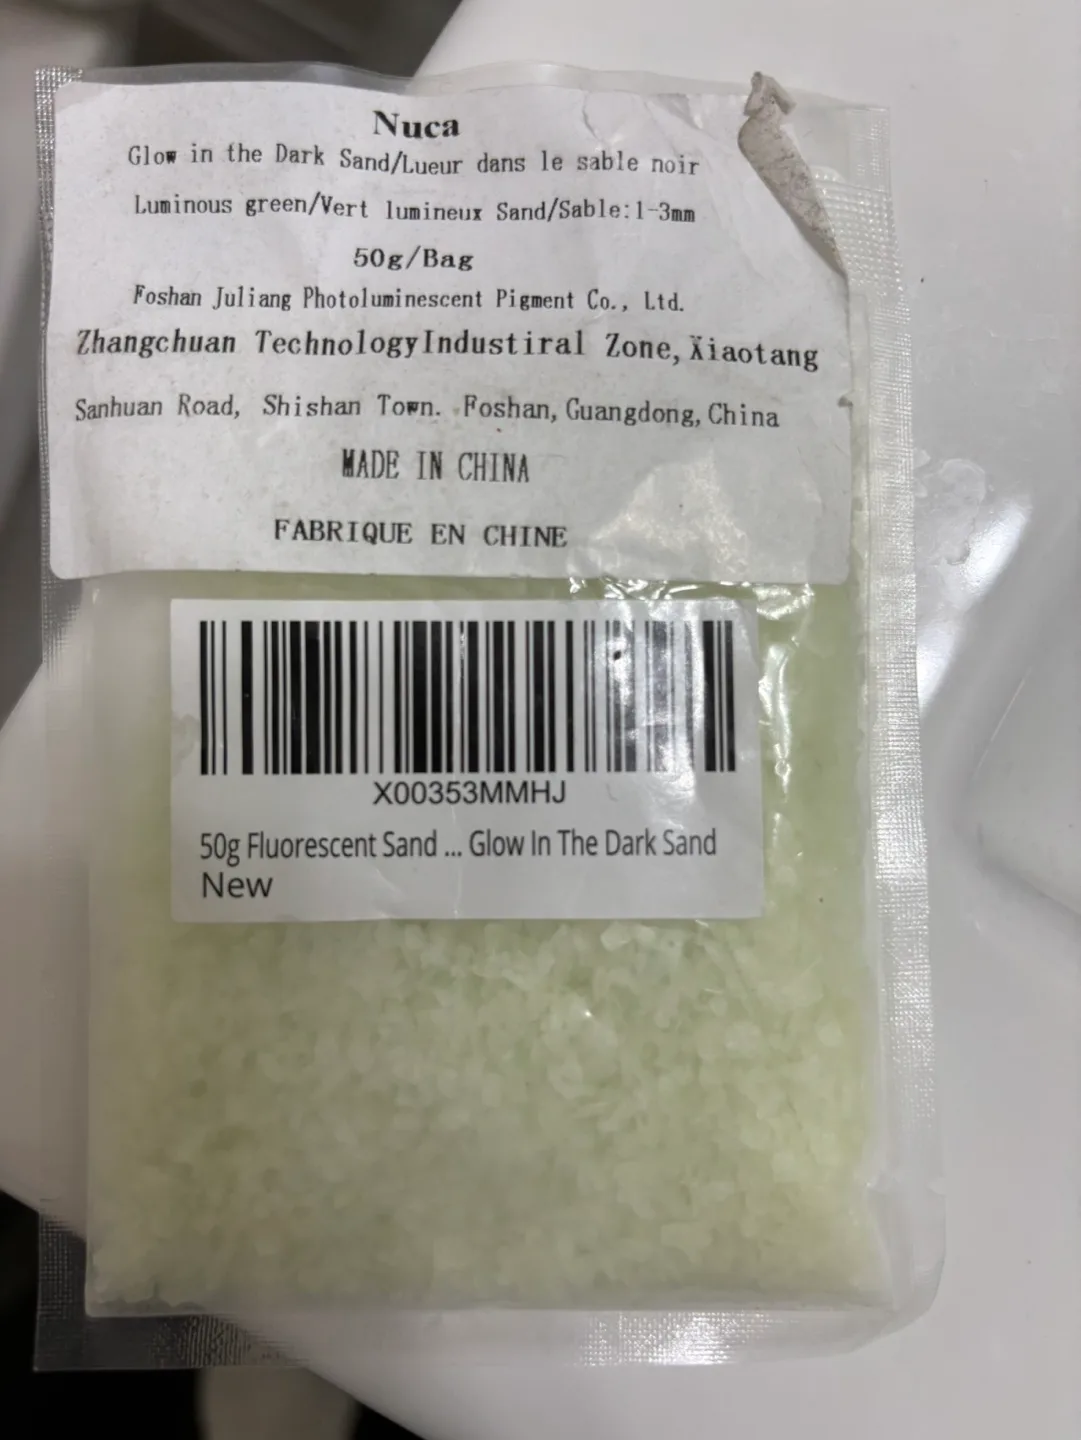 Nuca
Glow in the Dark Sand/Lueur dans le sable noir
Luminous green/Vert lumineux Sand/Sable:1-3mm
50g/Bag
Foshan Juliang Photoluminescent Pigment Co., Ltd.
Zhangchuan TechnologyIndustiral Zone, Xiaotang
Sanhuan Road, Shishan Town. Foshan, Guangdong, China
MADE IN CHINA
FABRIQUE EN CHINE
X00353MMHJ
50g Fluorescent Sand ... Glow In The Dark Sand
New